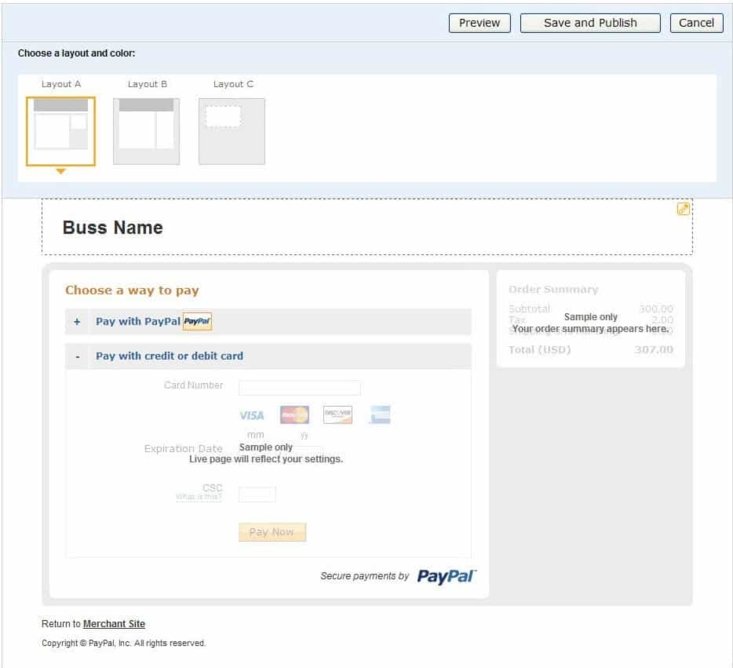 Preview Save and Publish Cancel
Choose a layout and color:
Layout A Layout B Layout C
Buss Name
Choose a way to pay
+ Pay with PayPal PayPal
- Pay with credit or debit card
Card Number
VISA MasterCard DISCOVER
mm yy
Expiration Date
Sample only
Live page will reflect your settings.
CSC
What is this?
Pay Now
Secure payments by PayPal
Order Summary
Subtotal 300.00
Sample only
Tax 2.00
Your order summary appears here.
Total (USD) 307.00
Return to Merchant Site
Copyright © PayPal, Inc. All rights reserved.